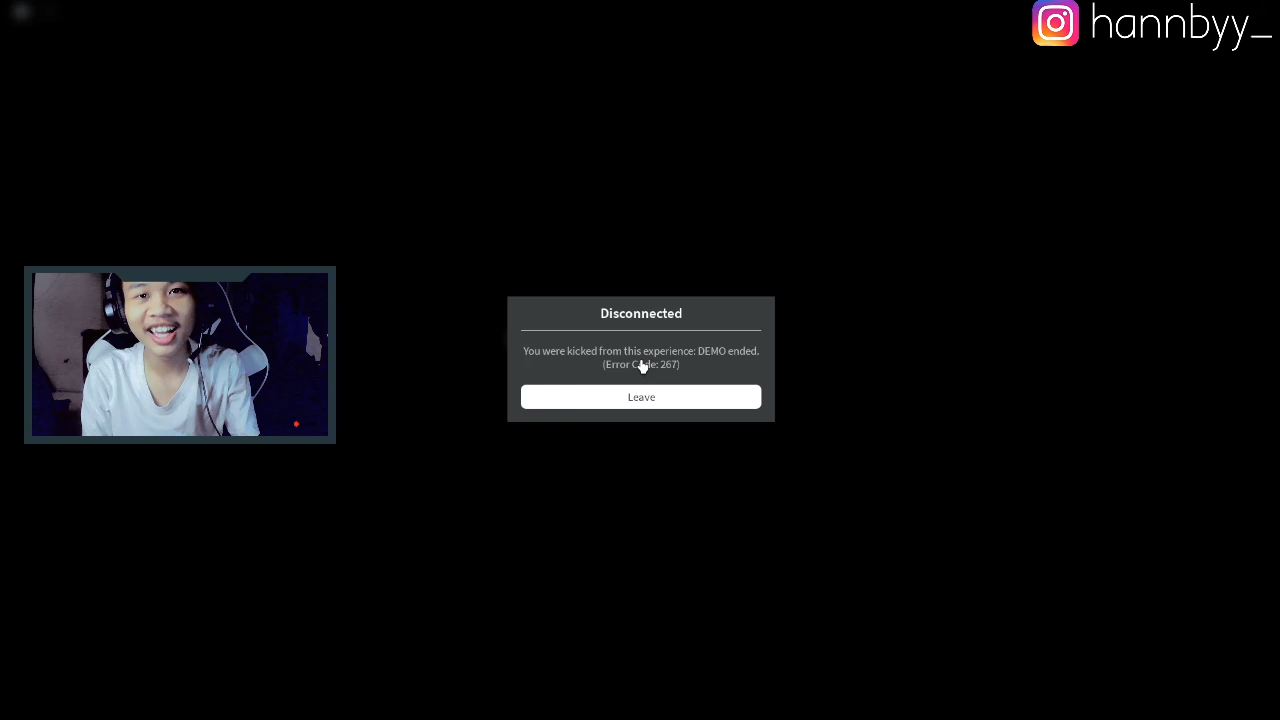 hannbyy_
Disconnected
You were kicked from this experience: DEMO ended.
(Error Code: 267)
Leave